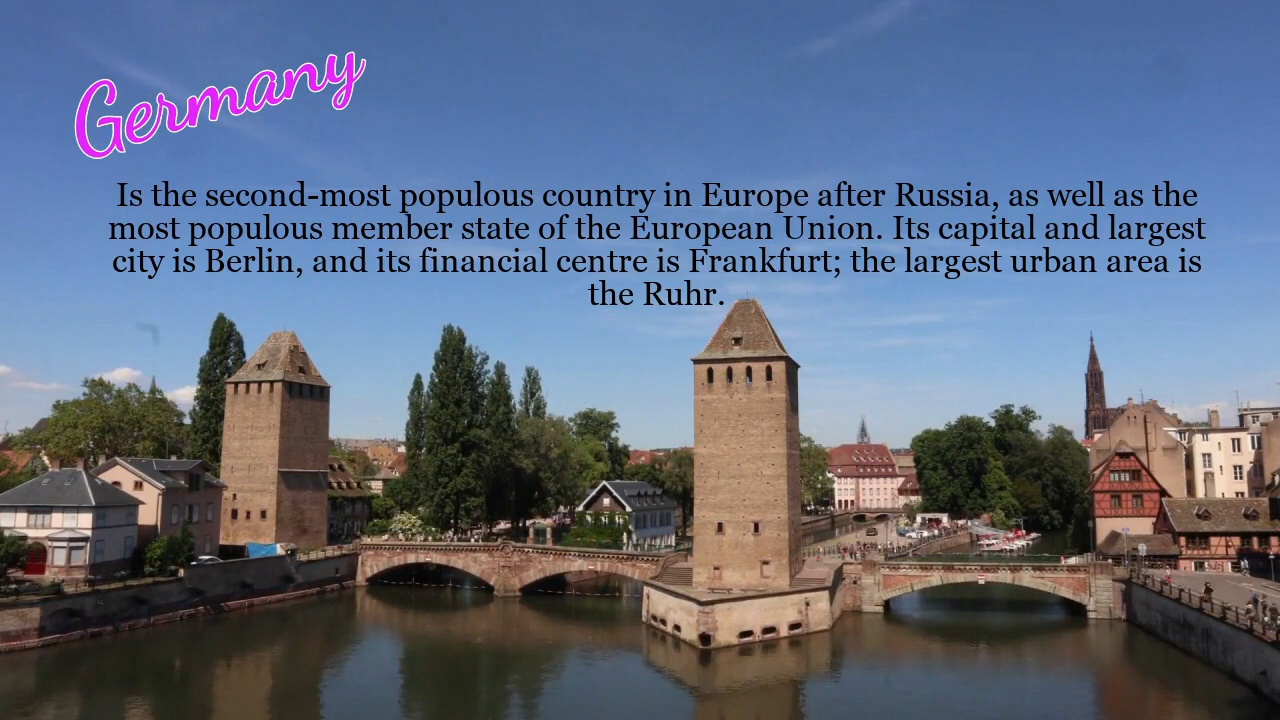 Germany
Is the second-most populous country in Europe after Russia, as well as the
most populous member state of the European Union. Its capital and largest
city is Berlin, and its financial centre is Frankfurt; the largest urban area is
the Ruhr.